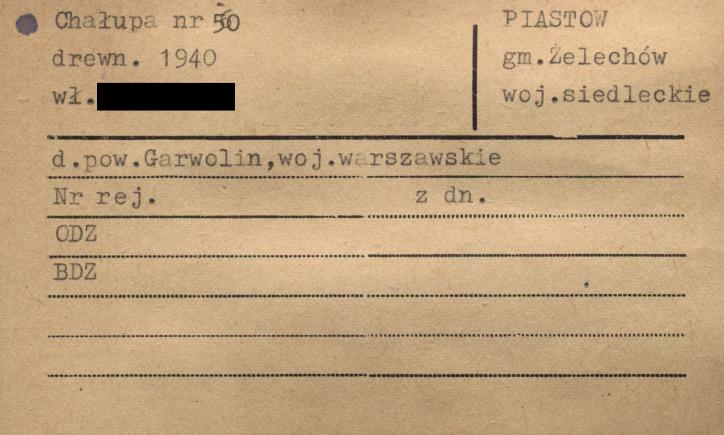 Chałupa nr 50
drewn. 1940
wł.
PIASTOW
gm.Żelechów
woj.siedleckie
d.pow.Garwolin,woj.warszawskie
Nr rej. z dn.
ODZ
BDZ